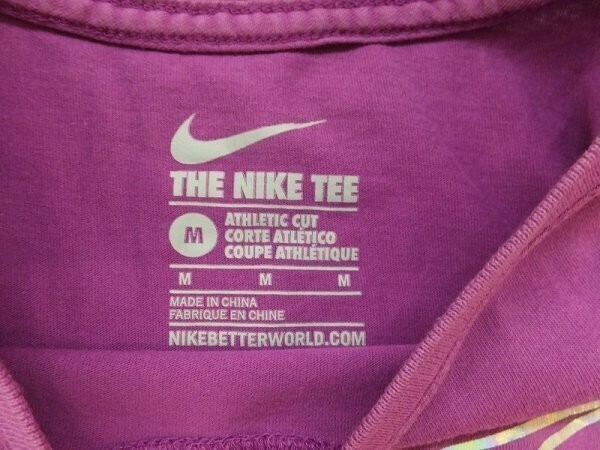 THE NIKE TEE
M
ATHLETIC CUT
CORTE ATLÉTICO
COUPE ATHLÉTIQUE
M M M
MADE IN CHINA
FABRIQUE EN CHINE
NIKEBETTERWORLD.COM